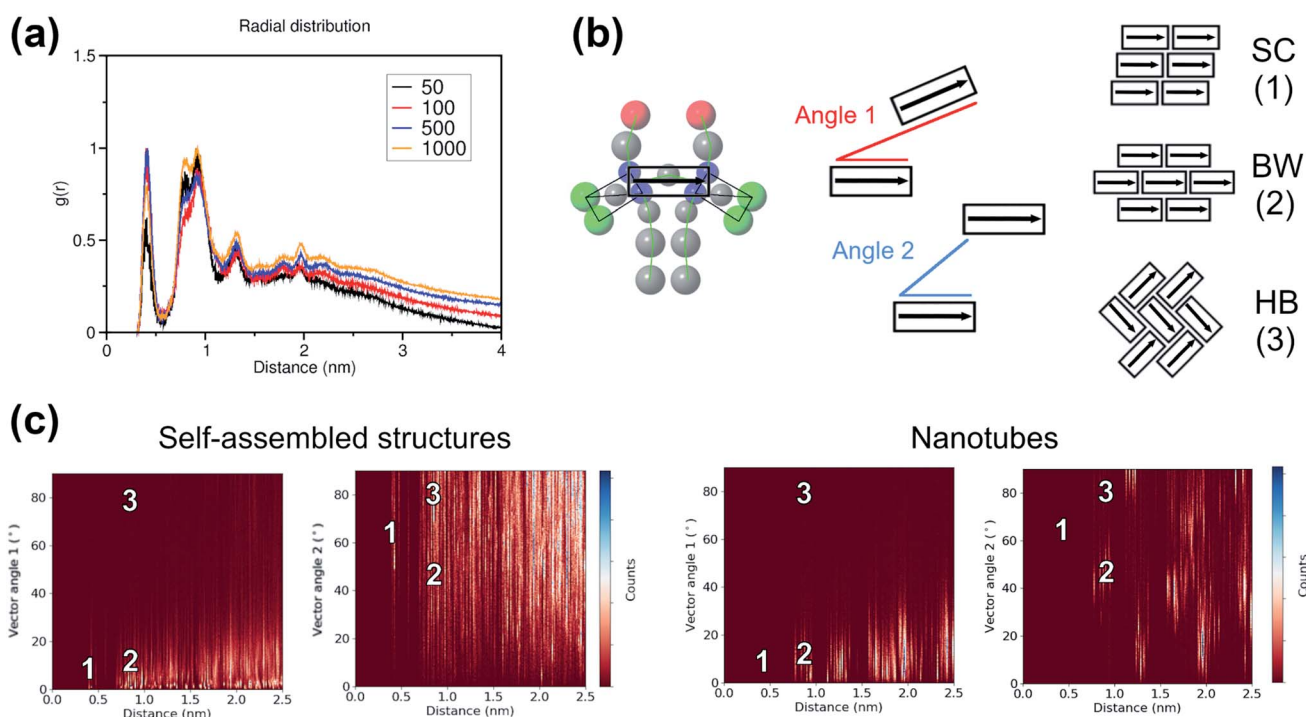 (a)
Radial distribution
1.5
1
0.5
0
g(r)
50
100
500
1000
0
1
2
3
4
Distance (nm)
(b)
Angle 1
Angle 2
SC
(1)
BW
(2)
HB
(3)
(c)
Self-assembled structures
Vector angle 1 (°)
80
60
40
20
0
3
1
2
0.0 0.5 1.0 1.5 2.0 2.5
Distance (nm)
Vector angle 2 (°)
80
60
40
20
0
3
1
2
0.0 0.5 1.0 1.5 2.0 2.5
Distance (nm)
Counts
Nanotubes
Vector angle 1 (°)
80
60
40
20
0
3
1
2
0.0 0.5 1.0 1.5 2.0 2.5
Distance (nm)
Vector angle 2 (°)
80
60
40
20
0
3
1
2
0.0 0.5 1.0 1.5 2.0 2.5
Distance (nm)
Counts